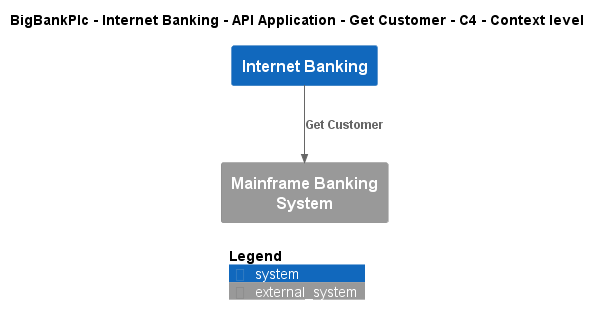 BigBankPlc - Internet Banking - API Application - Get Customer - C4 - Context level
Internet Banking
Get Customer
Mainframe Banking
System
Legend
system
external_system